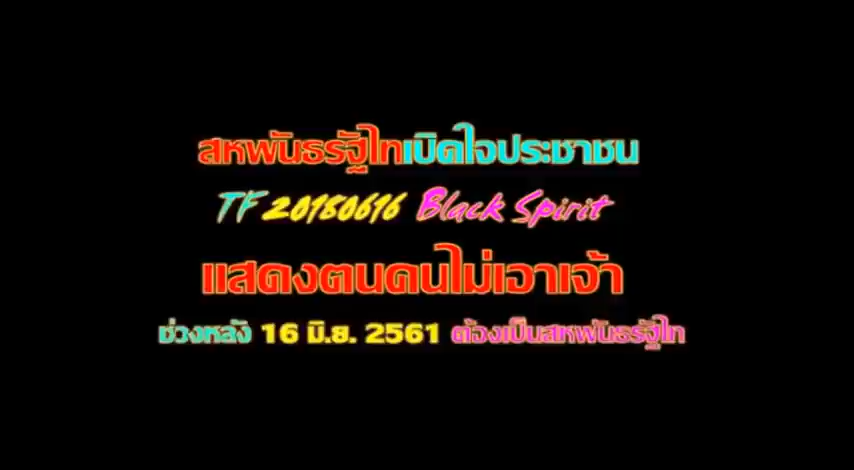 สหพันธรัฐไทเปิดใจประชาชน
TF 20180616 Black Spirit
แสดงตนคนไม่เอาเจ้า
ช่วงหลัง 16 มิ.ย. 2561 ต้องเป็นสหพันธรัฐไท